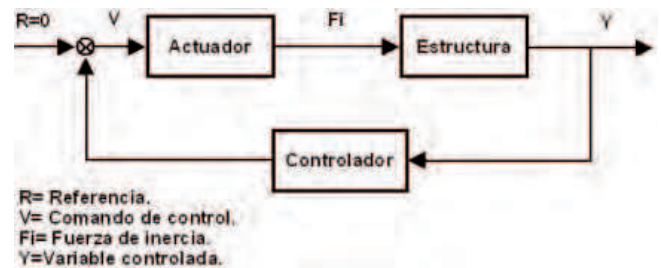 R=0
V
Actuador
Fi
Estructura
Y
Controlador
R= Referencia.
V= Comando de control.
Fi= Fuerza de inercia.
Y=Variable controlada.